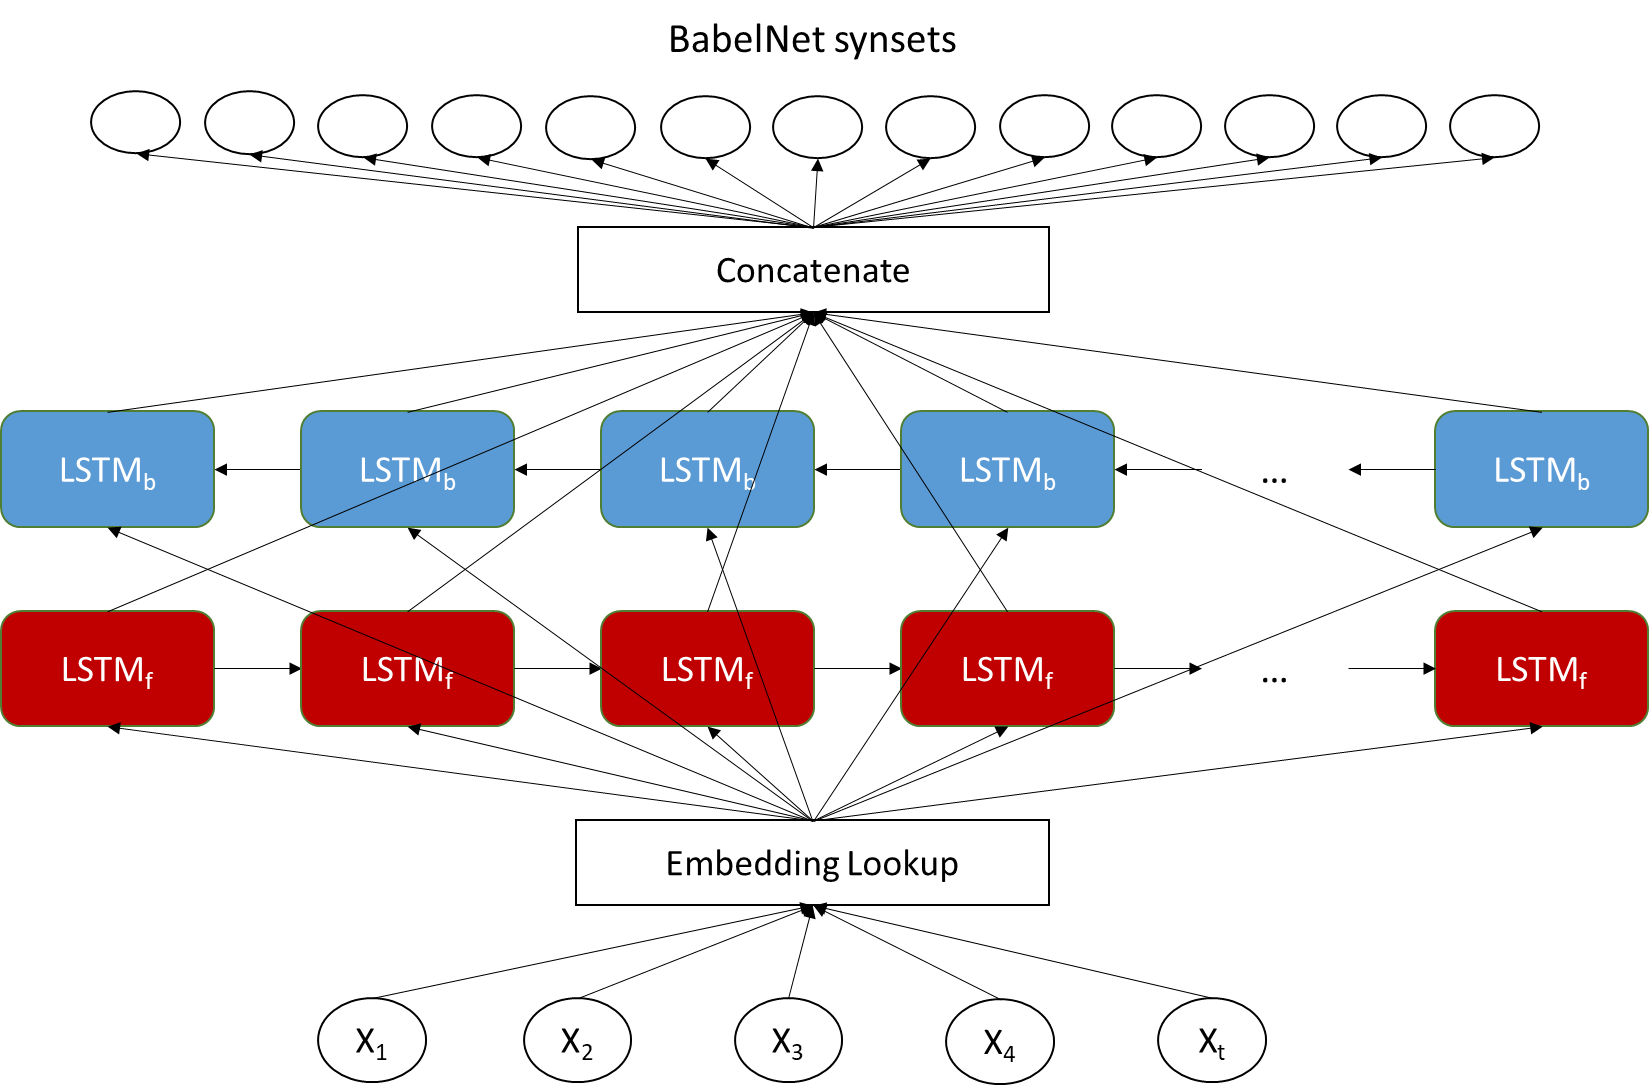 BabelNet synsets
Concatenate
LSTMb LSTMb LSTMb LSTMb ... LSTMb
LSTMf LSTMf LSTMf LSTMf ... LSTMf
Embedding Lookup
X1 X2 X3 X4 Xt